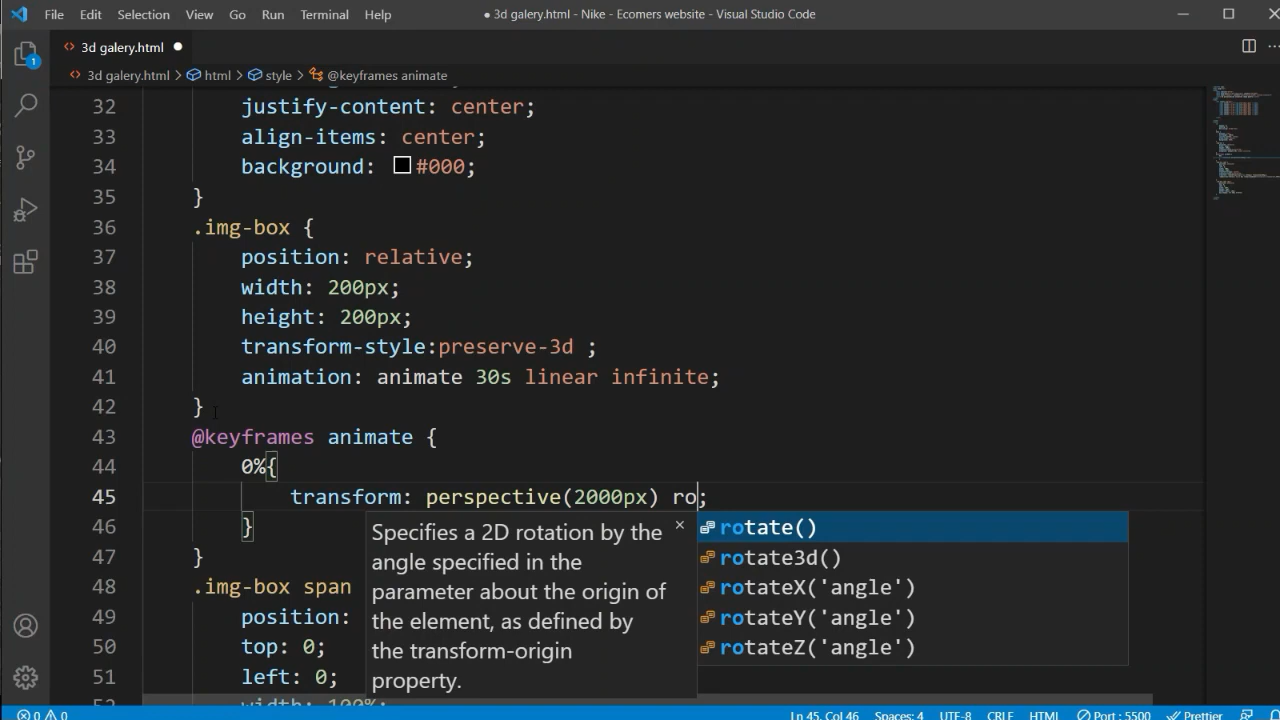 File Edit Selection View Go Run Terminal Help
● 3d galery.html - Nike - Ecomers website - Visual Studio Code
3d galery.html
3d galery.html > html > style > @keyframes animate
1
32 justify-content: center;
33 align-items: center;
34 background: #000;
35 }
36 .img-box {
37 position: relative;
38 width: 200px;
39 height: 200px;
40 transform-style:preserve-3d ;
41 animation: animate 30s linear infinite;
42 }
43 @keyframes animate {
44 0%{
45 transform: perspective(2000px) ro;
46 }
47 }
48 .img-box span
49 position:
50 top: 0;
51 left: 0;
52 width: 100%;
Specifies a 2D rotation by the
angle specified in the
parameter about the origin of
the element, as defined by
the transform-origin
property.
rotate()
rotate3d()
rotateX('angle')
rotateY('angle')
rotateZ('angle')
0 0 Ln 45, Col 46 Spaces: 4 UTF-8 CRLF HTML Port : 5500 Prettier